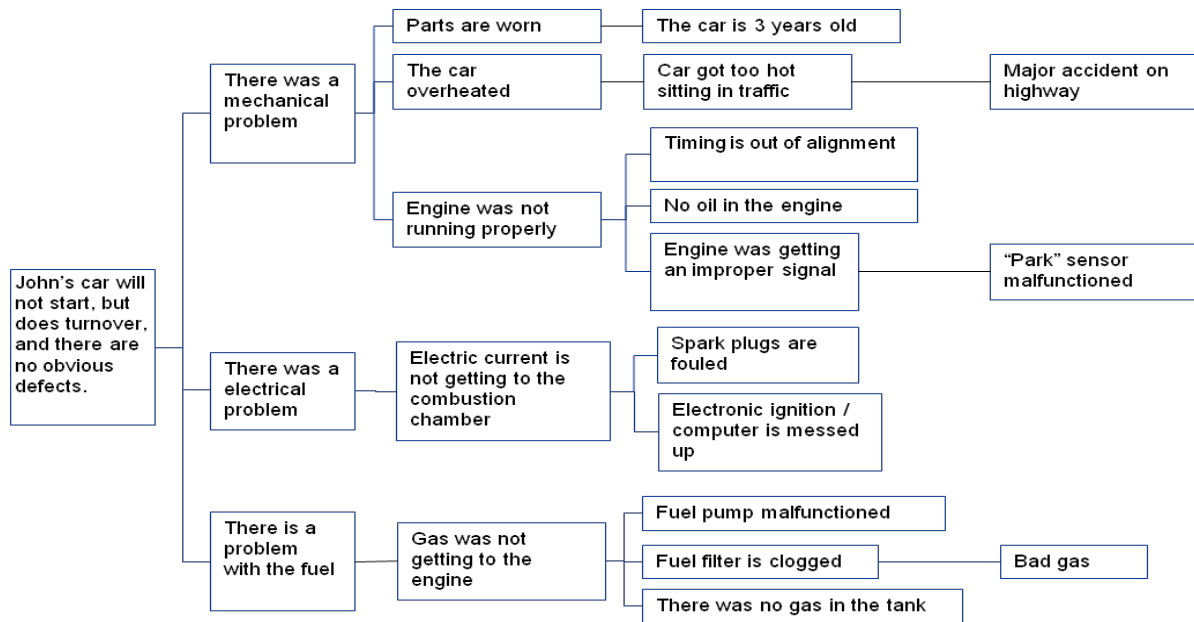 Parts are worn
The car is 3 years old
There was a
mechanical
problem
The car
overheated
Car got too hot
sitting in traffic
Major accident on
highway
Timing is out of alignment
Engine was not
running properly
No oil in the engine
Engine was getting
an improper signal
“Park” sensor
malfunctioned
John’s car will
not start, but
does turnover,
and there are
no obvious
defects.
There was a
electrical
problem
Electric current is
not getting to the
combustion
chamber
Spark plugs are
fouled
Electronic ignition /
computer is messed
up
There is a
problem
with the fuel
Gas was not
getting to the
engine
Fuel pump malfunctioned
Fuel filter is clogged
Bad gas
There was no gas in the tank